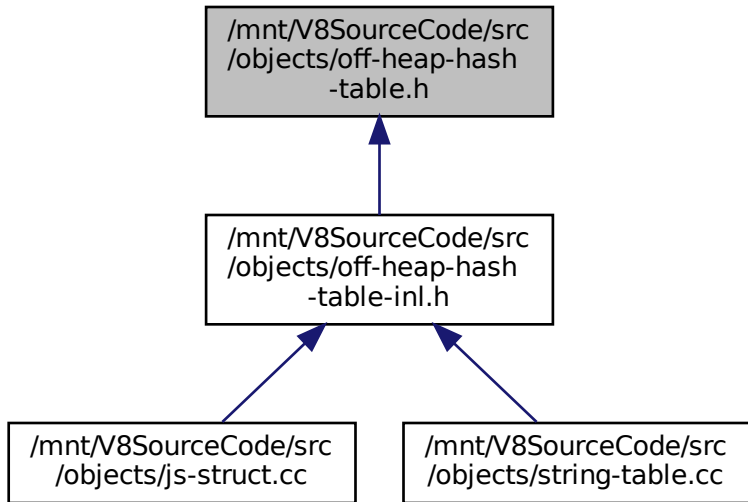 /mnt/V8SourceCode/src
/objects/off-heap-hash
-table.h
/mnt/V8SourceCode/src
/objects/off-heap-hash
-table-inl.h
/mnt/V8SourceCode/src
/objects/js-struct.cc
/mnt/V8SourceCode/src
/objects/string-table.cc